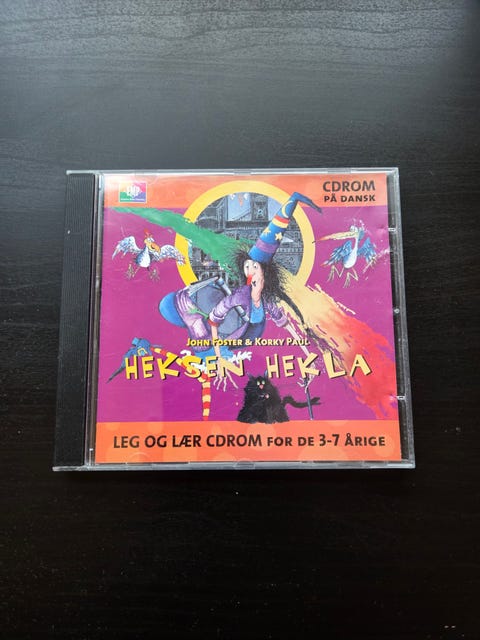 CDROM
PÅ DANSK
JOHN FOSTER & KORKY PAUL
HEKSEN HEKLA
LEG OG LÆR CDROM FOR DE 3-7 ÅRIGE